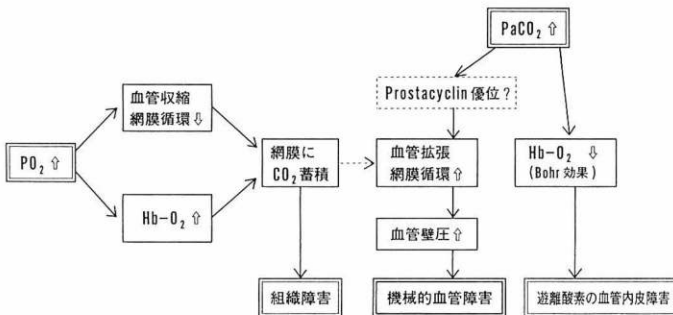 PaCO₂ ⇧
Prostacyclin 優位?
血管収縮
網膜循環⇩
PO₂ ⇧
Hb-O₂ ⇧
網膜に
CO₂ 蓄積
血管拡張
網膜循環⇧
Hb-O₂ ⇩
(Bohr 効果)
血管壁圧⇧
組織障害
機械的血管障害
遊離酸素の血管内皮障害